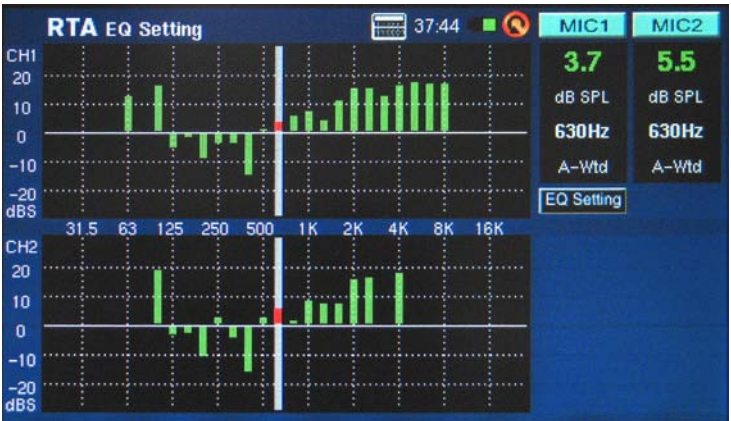 RTA EQ Setting 37:44 MIC1 MIC2
CH1
20
10
0
−10
−20
dBS
3.7 5.5
dB SPL dB SPL
630Hz 630Hz
A-Wtd A-Wtd
EQ Setting
31.5 63 125 250 500 1K 2K 4K 8K 16K
CH2
20
10
0
−10
−20
dBS